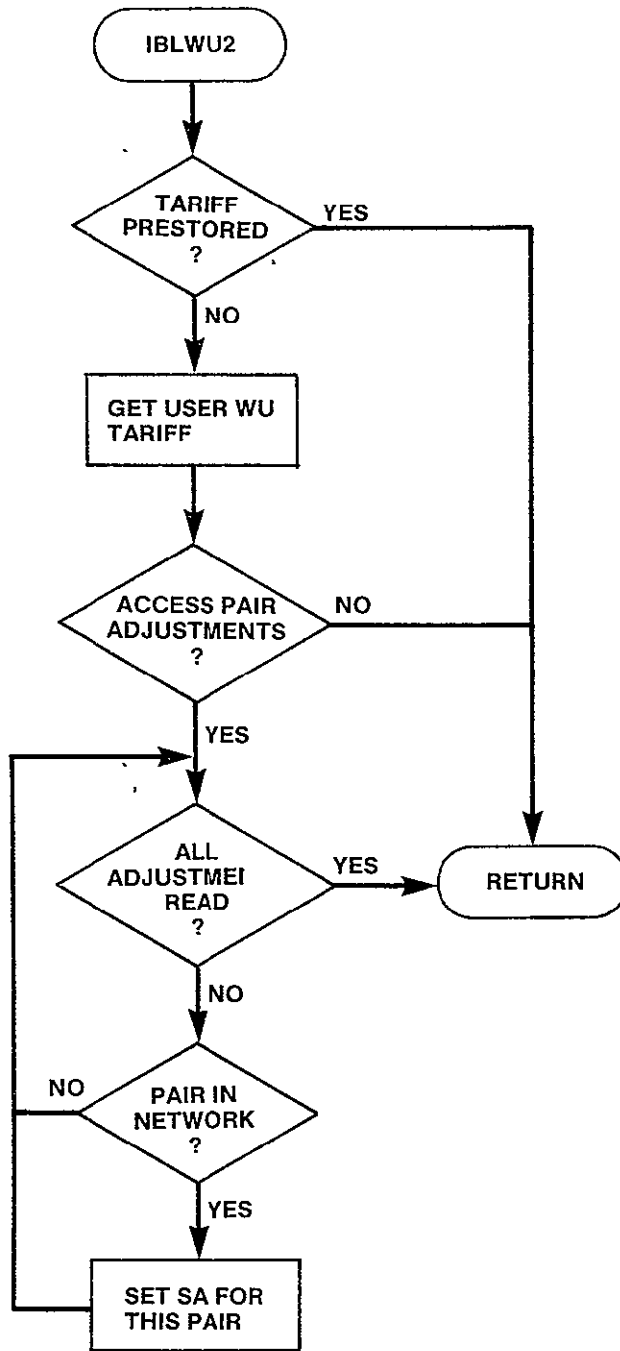 IBLWU2
TARIFF
PRESTORED
?
YES
NO
GET USER WU
TARIFF
ACCESS PAIR
ADJUSTMENTS
?
NO
YES
ALL
ADJUSTMEI
READ
?
YES
RETURN
NO
PAIR IN
NETWORK
?
NO
YES
SET SA FOR
THIS PAIR